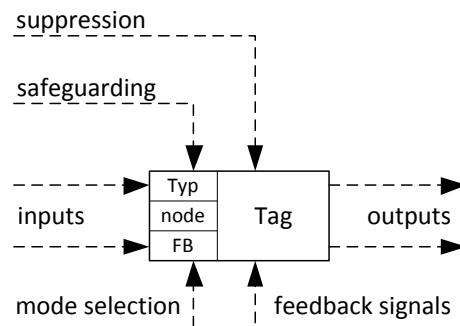 suppression
safeguarding
Typ
inputs
node
Tag
outputs
FB
mode selection
feedback signals